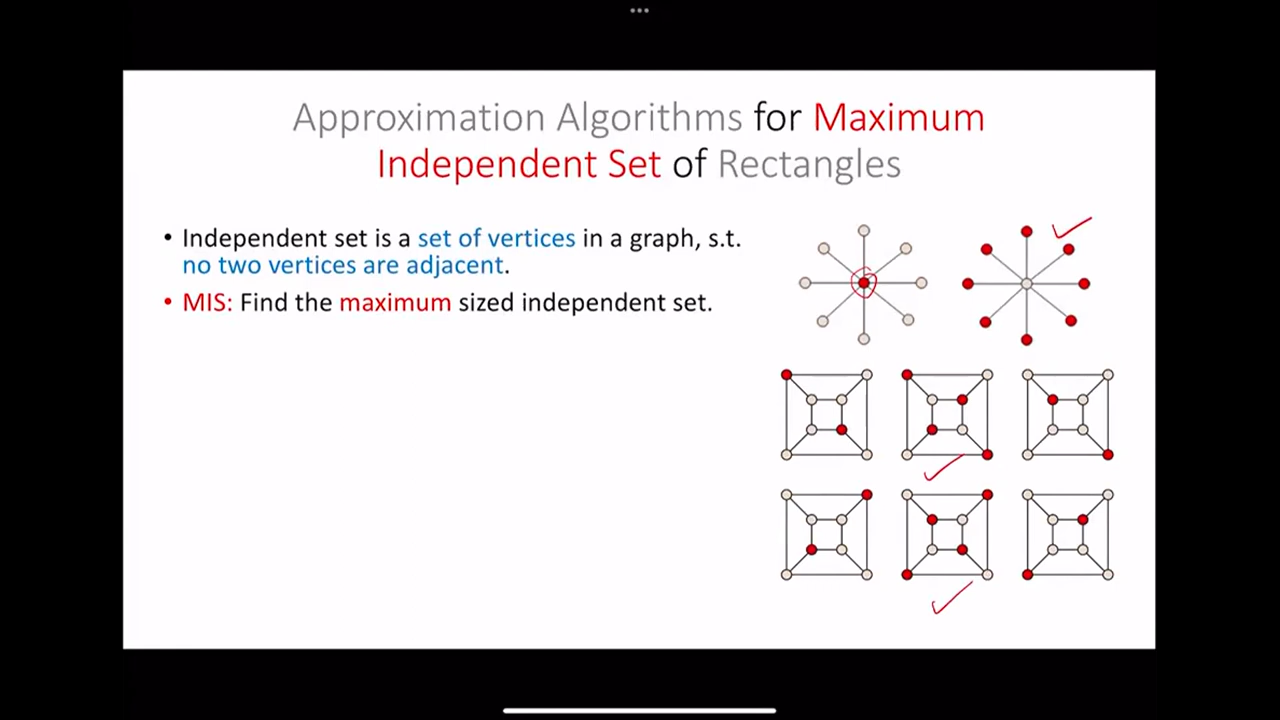 Approximation Algorithms for Maximum
Independent Set of Rectangles
• Independent set is a set of vertices in a graph, s.t.
no two vertices are adjacent.
• MIS: Find the maximum sized independent set.